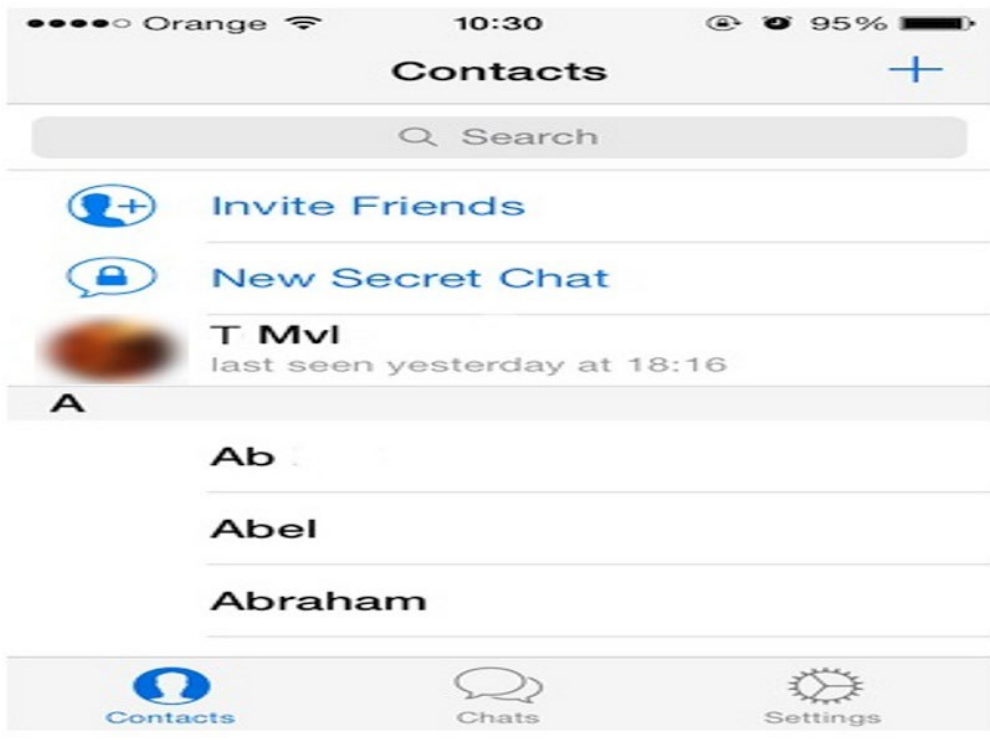 Orange 10:30 95%
Contacts
Search
Invite Friends
New Secret Chat
T Mvl
last seen yesterday at 18:16
A
Ab
Abel
Abraham
Contacts Chats Settings